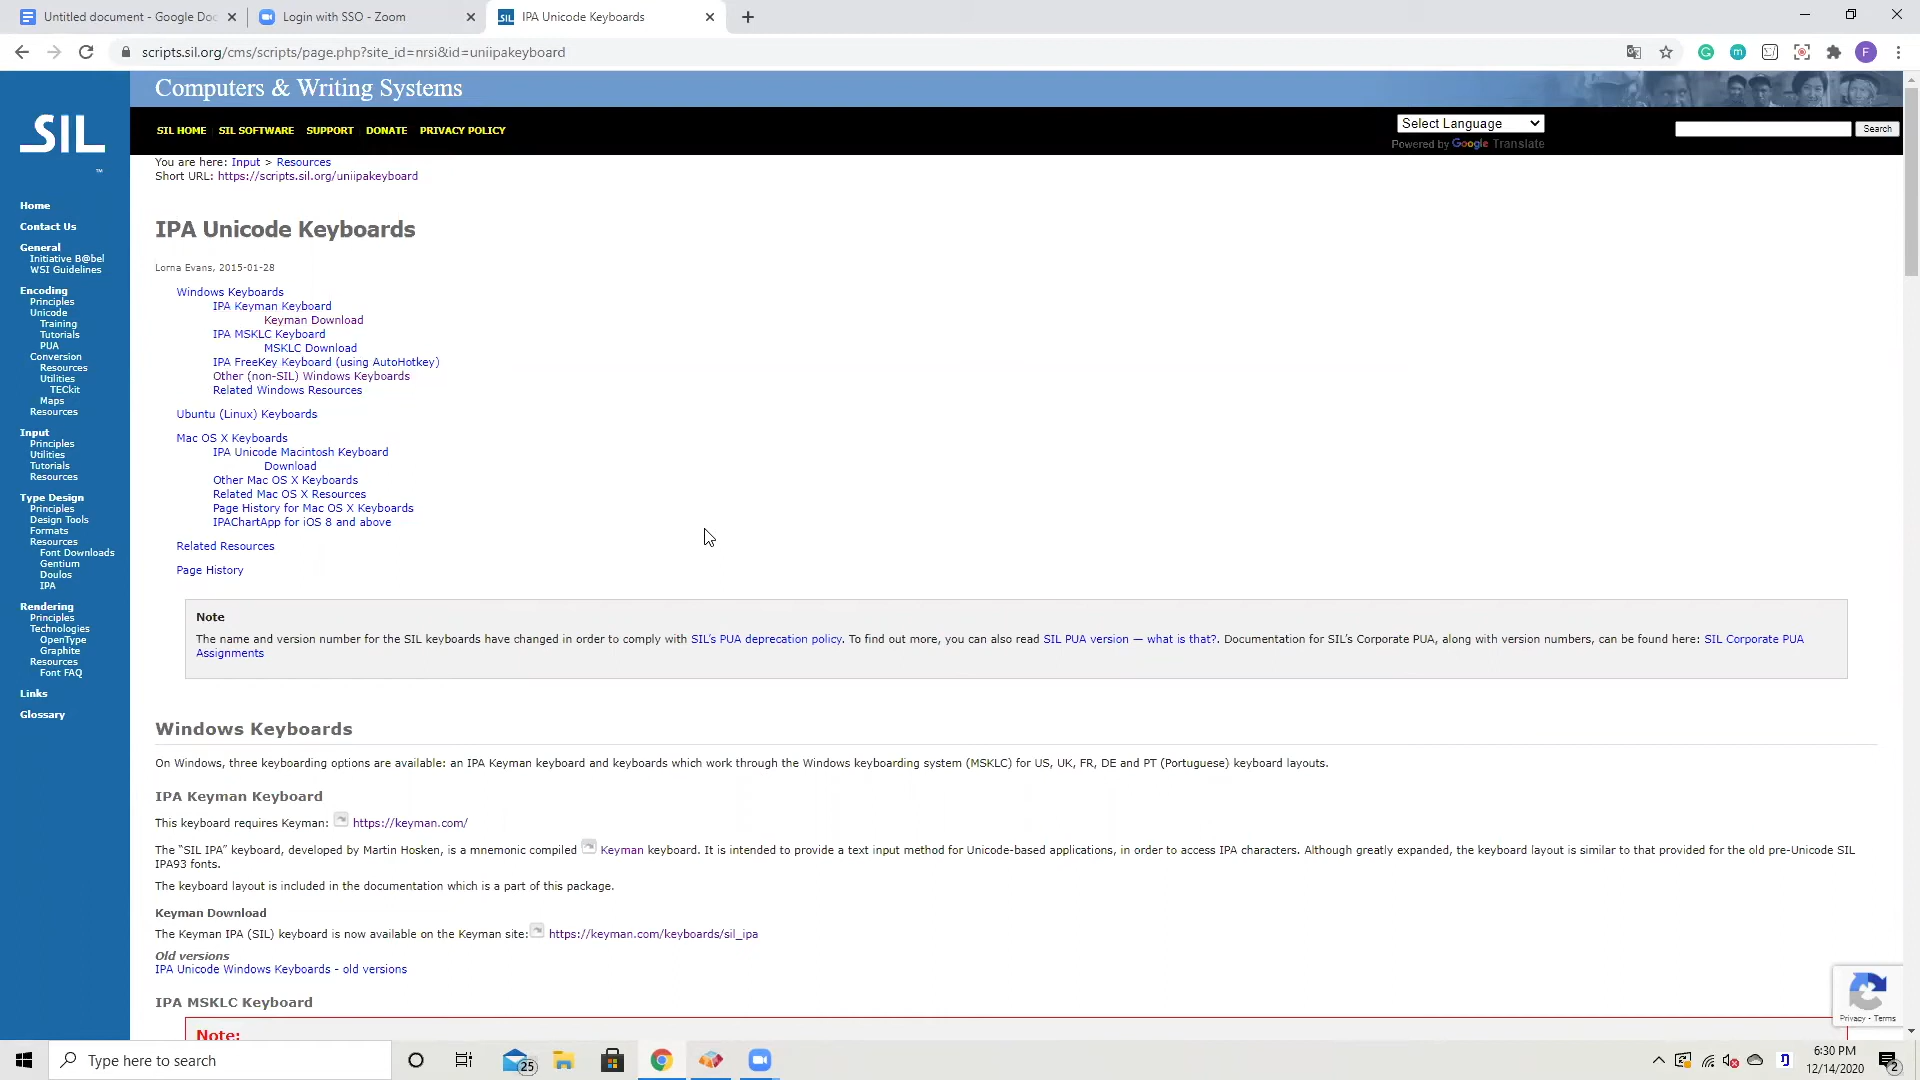 Untitled document - Google Doc
Login with SSO - Zoom
SIL
IPA Unicode Keyboards
scripts.sil.org/cms/scripts/page.php?site_id=nrsi&id=uniipakeyboard
F
Computers & Writing Systems
SIL
™
SIL HOME
SIL SOFTWARE
SUPPORT
DONATE
PRIVACY POLICY
Select Language
Powered by Google Translate
Search
You are here: Input > Resources
Short URL: https://scripts.sil.org/uniipakeyboard
Home
Contact Us
General
Initiative B@bel
WSI Guidelines
Encoding
Principles
Unicode
Training
Tutorials
PUA
Conversion
Resources
Utilities
TECkit
Maps
Resources
Input
Principles
Utilities
Tutorials
Resources
Type Design
Principles
Design Tools
Formats
Resources
Font Downloads
Gentium
Doulos
IPA
Rendering
Principles
Technologies
OpenType
Graphite
Resources
Font FAQ
Links
Glossary
IPA Unicode Keyboards
Lorna Evans, 2015-01-28
Windows Keyboards
IPA Keyman Keyboard
Keyman Download
IPA MSKLC Keyboard
MSKLC Download
IPA FreeKey Keyboard (using AutoHotkey)
Other (non-SIL) Windows Keyboards
Related Windows Resources
Ubuntu (Linux) Keyboards
Mac OS X Keyboards
IPA Unicode Macintosh Keyboard
Download
Other Mac OS X Keyboards
Related Mac OS X Resources
Page History for Mac OS X Keyboards
IPAChartApp for iOS 8 and above
Related Resources
Page History
Note
The name and version number for the SIL keyboards have changed in order to comply with SIL’s PUA deprecation policy. To find out more, you can also read SIL PUA version — what is that?. Documentation for SIL’s Corporate PUA, along with version numbers, can be found here: SIL Corporate PUA
Assignments
Windows Keyboards
On Windows, three keyboarding options are available: an IPA Keyman keyboard and keyboards which work through the Windows keyboarding system (MSKLC) for US, UK, FR, DE and PT (Portuguese) keyboard layouts.
IPA Keyman Keyboard
This keyboard requires Keyman: https://keyman.com/
The “SIL IPA” keyboard, developed by Martin Hosken, is a mnemonic compiled Keyman keyboard. It is intended to provide a text input method for Unicode-based applications, in order to access IPA characters. Although greatly expanded, the keyboard layout is similar to that provided for the old pre-Unicode SIL
IPA93 fonts.
The keyboard layout is included in the documentation which is a part of this package.
Keyman Download
The Keyman IPA (SIL) keyboard is now available on the Keyman site: https://keyman.com/keyboards/sil_ipa
Old versions
IPA Unicode Windows Keyboards - old versions
IPA MSKLC Keyboard
Note:
Privacy - Terms
Type here to search
25
6:30 PM
12/14/2020
2